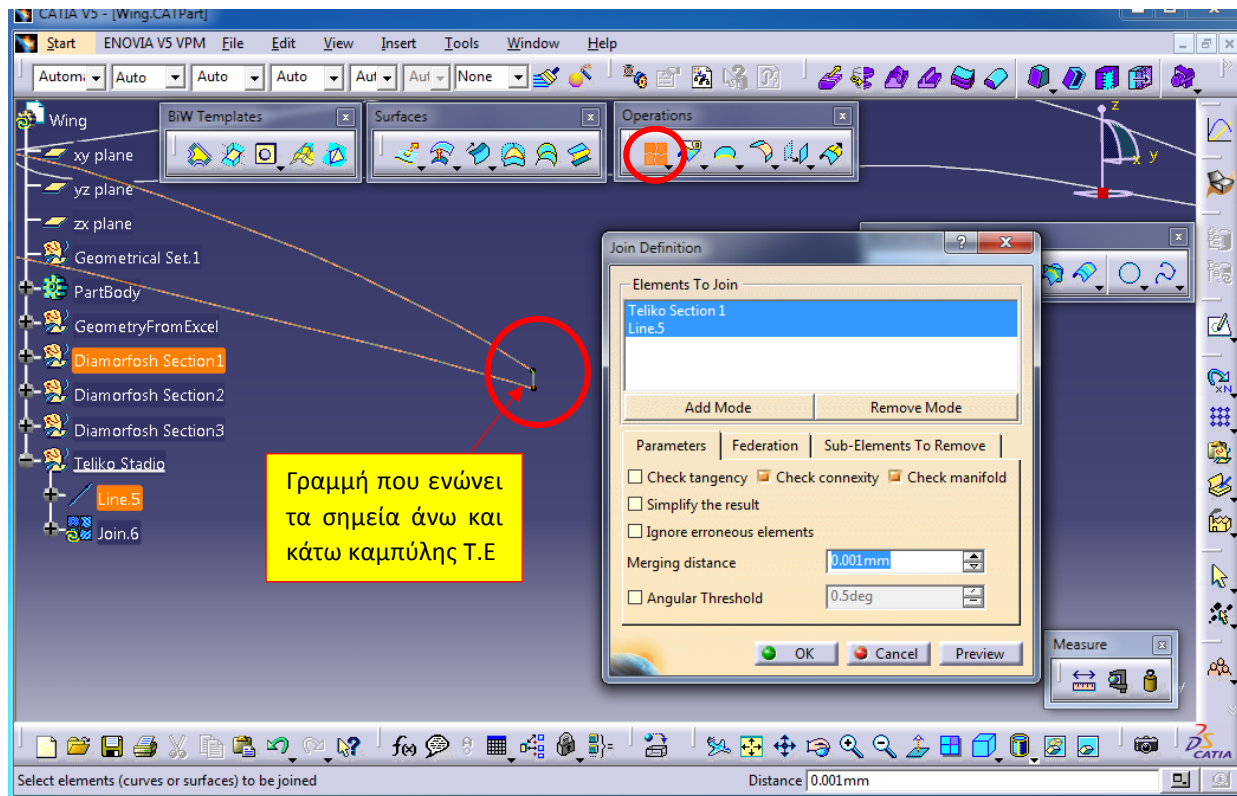 CATIA V5 - [Wing.CATPart]
Start ENOVIA V5 VPM File Edit View Insert Tools Window Help
Auto Auto Auto Aut Aut None
BiW Templates
Surfaces
Operations
z
y
Wing
xy plane
yz plane
zx plane
Geometrical Set.1
PartBody
GeometryFromExcel
Diamorfosh Section1
Diamorfosh Section2
Diamorfosh Section3
Teliko Stadio
Line.5
Join.6
Γραμμή που ενώνει
τα σημεία άνω και
κάτω καμπύλης Τ.Ε
Join Definition
Elements To Join
Teliko Section1
Line.5
Add Mode Remove Mode
Parameters Federation Sub-Elements To Remove
Check tangency Check connexity Check manifold
Simplify the result
Ignore erroneous elements
Merging distance 0.001mm
Angular Threshold 0.5deg
OK Cancel Preview
Measure
f(x)
CATIA
Select elements (curves or surfaces) to be joined
Distance 0.001mm